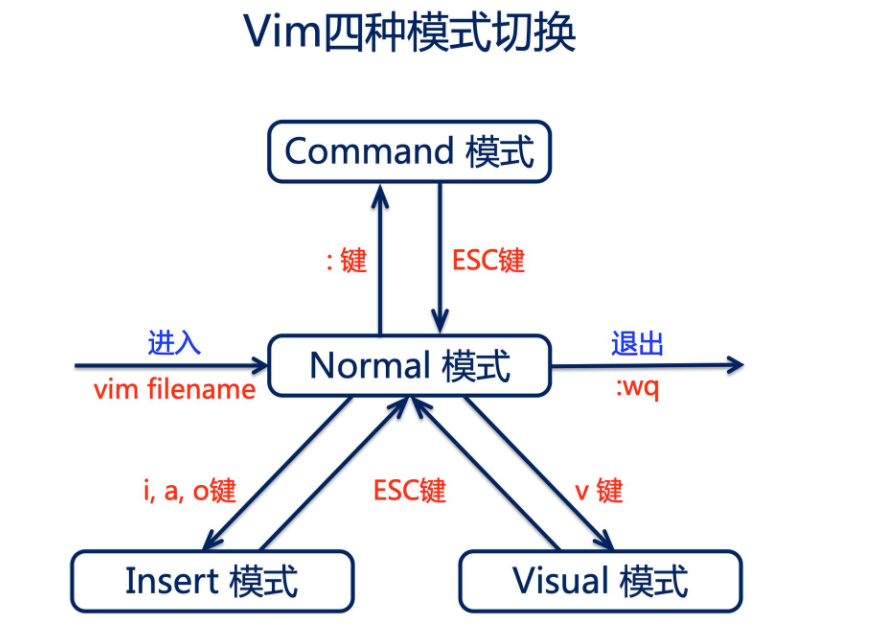 Vim四种模式切换
Command 模式
: 键
ESC键
进入
vim filename
Normal 模式
退出
:wq
i, a, o键
ESC键
v 键
Insert 模式
Visual 模式